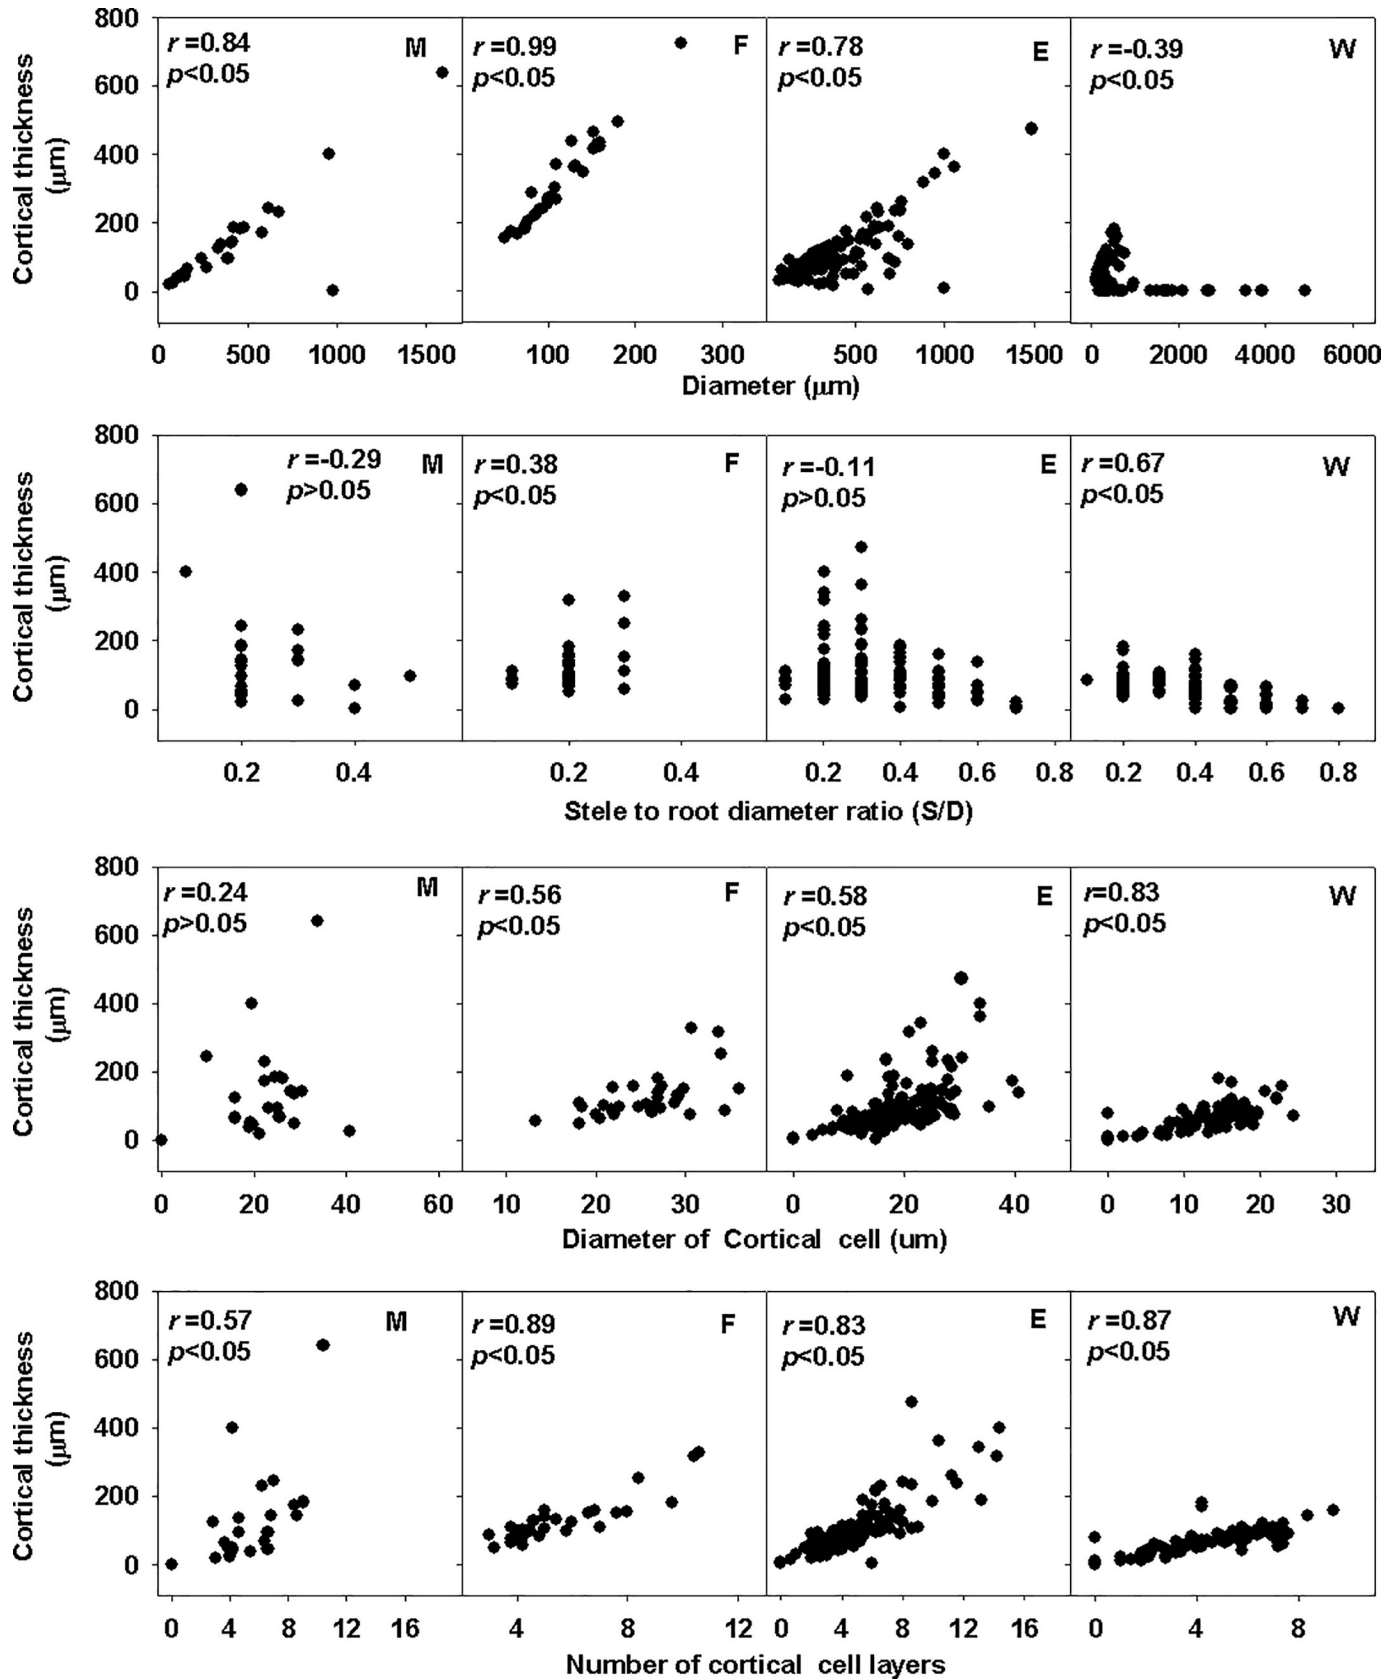 800
600
400
200
0
Cortical thickness
(μm)
r =0.84
p<0.05
M
r =0.99
p<0.05
F
r =0.78
p<0.05
E
r =-0.39
p<0.05
W
0 500 1000 1500
100 200 300
500 1000 1500
0 2000 4000 6000
Diameter (μm)
800
600
400
200
0
Cortical thickness
(μm)
r =-0.29
p>0.05
M
r =0.38
p<0.05
F
r =-0.11
p>0.05
E
r =0.67
p<0.05
W
0.2 0.4
0.2 0.4
0.2 0.4 0.6 0.8
0.2 0.4 0.6 0.8
Stele to root diameter ratio (S/D)
800
600
400
200
0
Cortical thickness
(μm)
r =0.24
p>0.05
M
r =0.56
p<0.05
F
r =0.58
p<0.05
E
r=0.83
p<0.05
W
0 20 40 60
10 20 30
0 20 40
0 10 20 30
Diameter of Cortical cell (um)
800
600
400
200
0
Cortical thickness
(μm)
r =0.57
p<0.05
M
r =0.89
p<0.05
F
r =0.83
p<0.05
E
r =0.87
p<0.05
W
0 4 8 12 16
4 8 12
0 4 8 12 16
0 4 8
Number of cortical cell layers